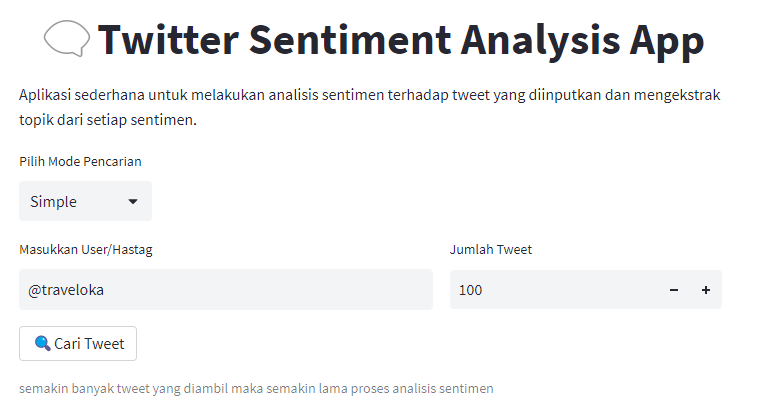 Twitter Sentiment Analysis App
Aplikasi sederhana untuk melakukan analisis sentimen terhadap tweet yang diinputkan dan mengekstrak
topik dari setiap sentimen.
Pilih Mode Pencarian
Simple
Masukkan User/Hastag
Jumlah Tweet
@traveloka
100
Cari Tweet
semakin banyak tweet yang diambil maka semakin lama proses analisis sentimen